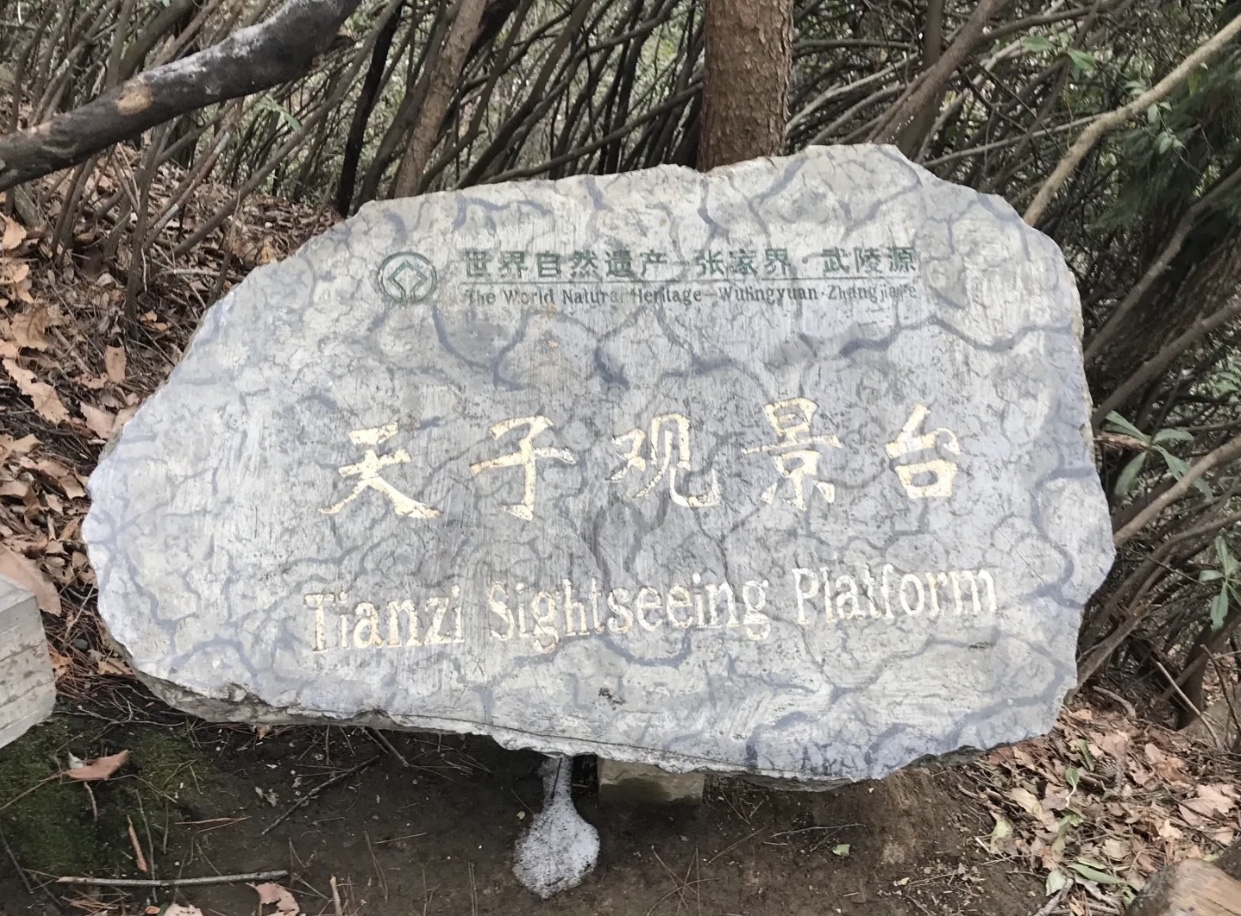 世界自然遗产-张家界·武陵源
The World Natural Heritage—Wulingyuan·Zhangjiajie
天子观景台
Tianzi Sightseeing Platform